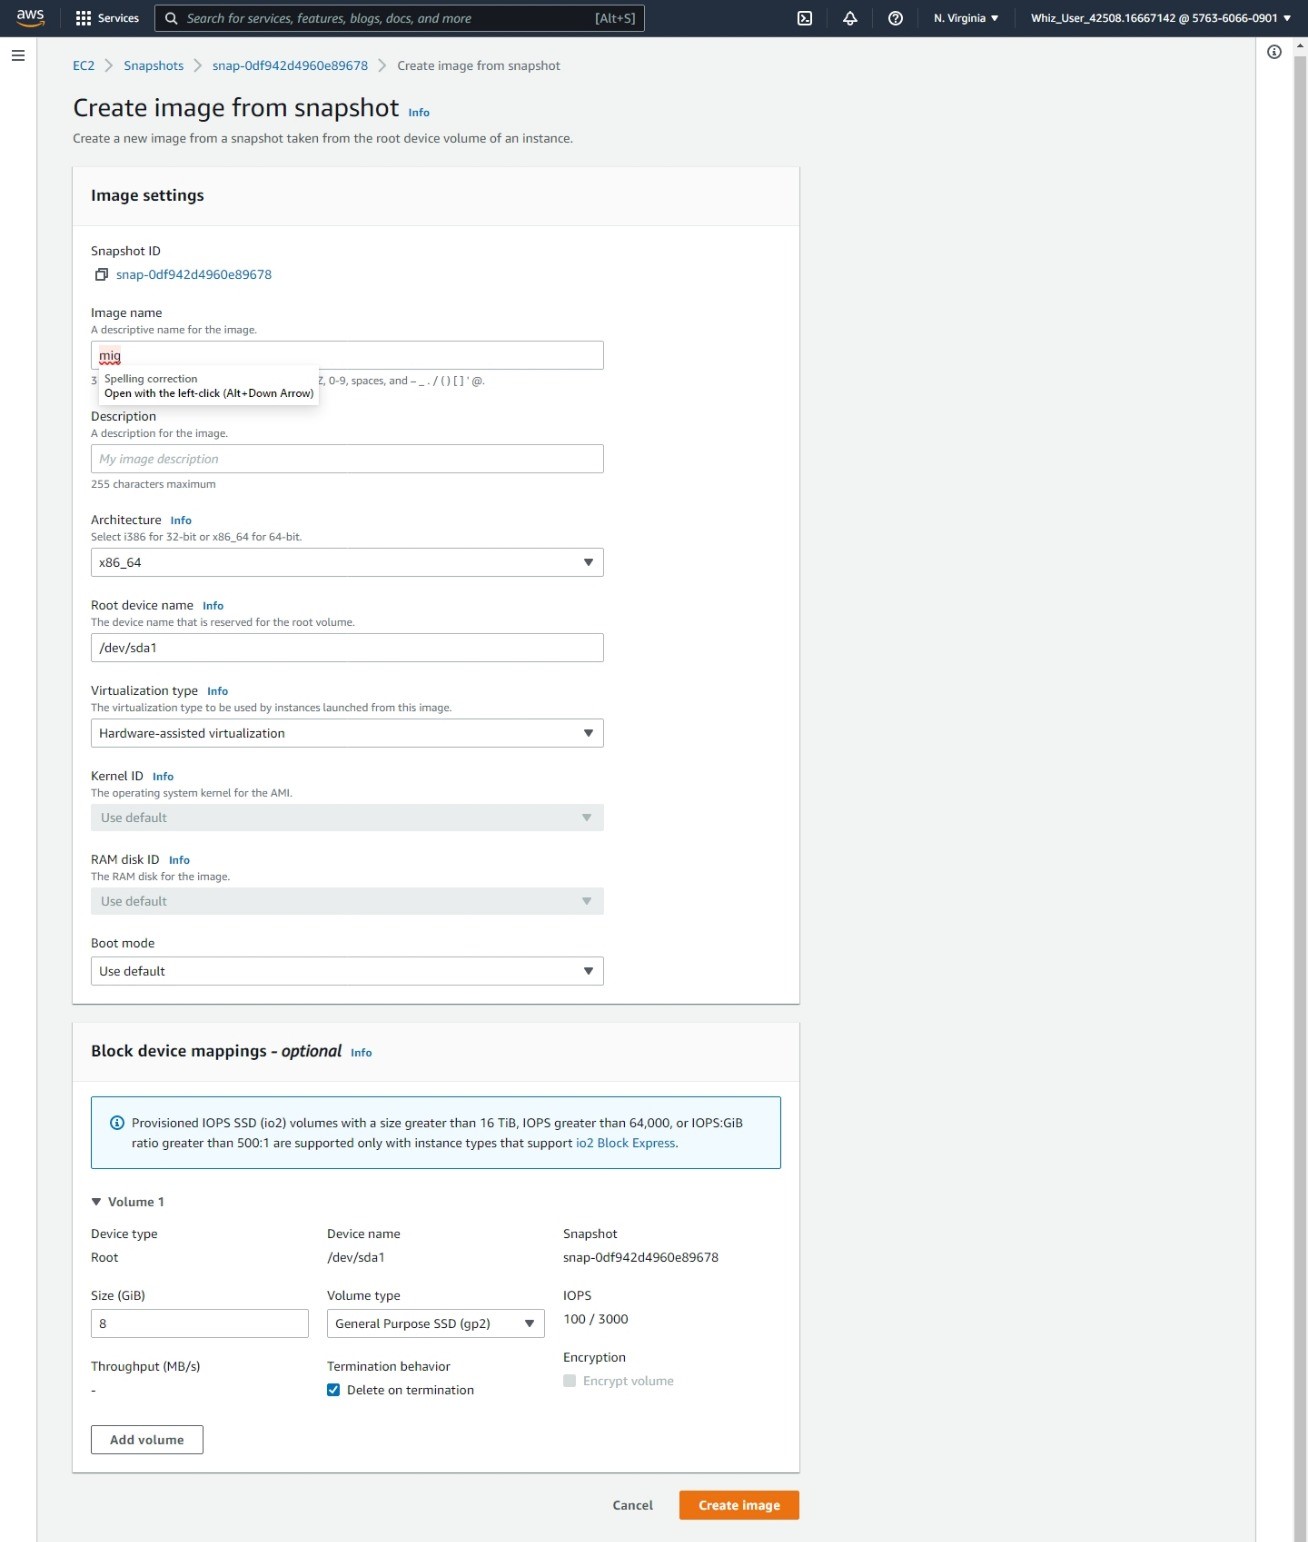 aws
Services
Search for services, features, blogs, docs, and more
[Alt+S]
N. Virginia
Whiz_User_42508.16667142 @ 5763-6066-0901
EC2
Snapshots
snap-0df942d4960e89678
Create image from snapshot
Create image from snapshot Info
Create a new image from a snapshot taken from the root device volume of an instance.
Image settings
Snapshot ID
snap-0df942d4960e89678
Image name
A descriptive name for the image.
mig
Spelling correction
3 Z, 0-9, spaces, and – _ . / ( ) [ ] ' @.
Open with the left-click (Alt+Down Arrow)
Description
A description for the image.
My image description
255 characters maximum
Architecture Info
Select i386 for 32-bit or x86_64 for 64-bit.
x86_64
Root device name Info
The device name that is reserved for the root volume.
/dev/sda1
Virtualization type Info
The virtualization type to be used by instances launched from this image.
Hardware-assisted virtualization
Kernel ID Info
The operating system kernel for the AMI.
Use default
RAM disk ID Info
The RAM disk for the image.
Use default
Boot mode
Use default
Block device mappings - optional Info
Provisioned IOPS SSD (io2) volumes with a size greater than 16 TiB, IOPS greater than 64,000, or IOPS:GiB
ratio greater than 500:1 are supported only with instance types that support io2 Block Express.
Volume 1
Device type
Root
Device name
/dev/sda1
Snapshot
snap-0df942d4960e89678
Size (GiB)
8
Volume type
General Purpose SSD (gp2)
IOPS
100 / 3000
Throughput (MB/s)
-
Termination behavior
Delete on termination
Encryption
Encrypt volume
Add volume
Cancel
Create image